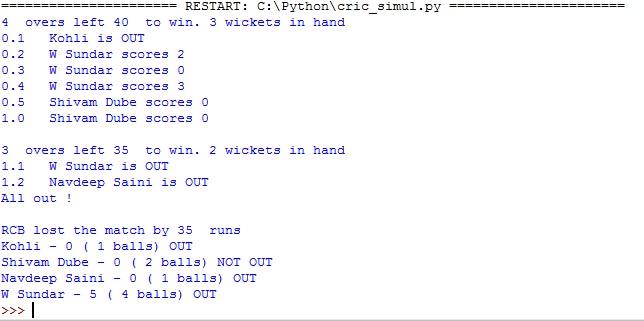 ===================== RESTART: C:\Python\cric_simul.py =====================
4  overs left 40  to win. 3 wickets in hand
0.1   Kohli is OUT
0.2   W Sundar scores 2
0.3   W Sundar scores 0
0.4   W Sundar scores 3
0.5   Shivam Dube scores 0
1.0   Shivam Dube scores 0
3  overs left 35  to win. 2 wickets in hand
1.1   W Sundar is OUT
1.2   Navdeep Saini is OUT
All out !
RCB lost the match by 35  runs
Kohli - 0 ( 1 balls) OUT
Shivam Dube - 0 ( 2 balls) NOT OUT
Navdeep Saini - 0 ( 1 balls) OUT
W Sundar - 5 ( 4 balls) OUT
>>>